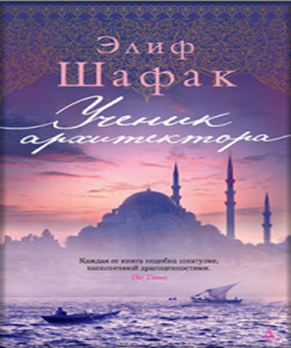 Элиф
Шафак
Ученик
архитектора
Каждая ее книга подобна шкатулке,
наполненной драгоценностями.
The Times